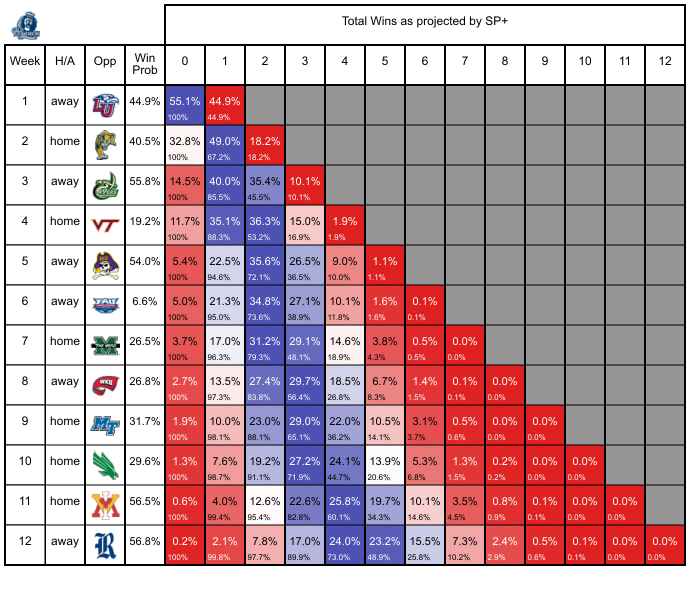 Total Wins as projected by SP+
Week H/A Opp Win Prob 0 1 2 3 4 5 6 7 8 9 10 11 12
1 away LU 44.9% 55.1% 44.9%
100% 44.9%
2 home 40.5% 32.8% 49.0% 18.2%
100% 67.2% 18.2%
3 away 55.8% 14.5% 40.0% 35.4% 10.1%
100% 85.5% 45.5% 10.1%
4 home VT 19.2% 11.7% 35.1% 36.3% 15.0% 1.9%
100% 88.3% 53.2% 16.9% 1.9%
5 away 54.0% 5.4% 22.5% 35.6% 26.5% 9.0% 1.1%
100% 94.6% 72.1% 36.5% 10.0% 1.1%
6 away FAU 6.6% 5.0% 21.3% 34.8% 27.1% 10.1% 1.6% 0.1%
100% 95.0% 73.6% 38.9% 11.8% 1.6% 0.1%
7 home M 26.5% 3.7% 17.0% 31.2% 29.1% 14.6% 3.8% 0.5% 0.0%
100% 96.3% 79.3% 48.1% 18.9% 4.3% 0.5% 0.0%
8 away WKU 26.8% 2.7% 13.5% 27.4% 29.7% 18.5% 6.7% 1.4% 0.1% 0.0%
100% 97.3% 83.8% 56.4% 26.8% 8.3% 1.5% 0.1% 0.0%
9 home MT 31.7% 1.9% 10.0% 23.0% 29.0% 22.0% 10.5% 3.1% 0.6% 0.0% 0.0%
100% 98.1% 88.1% 65.1% 36.2% 14.1% 3.7% 0.6% 0.0% 0.0%
10 home 29.6% 1.3% 7.6% 19.2% 27.2% 24.1% 13.9% 5.3% 1.3% 0.2% 0.0% 0.0%
100% 98.7% 91.1% 71.9% 44.7% 20.6% 6.8% 1.5% 0.2% 0.0% 0.0%
11 home VMI 56.5% 0.6% 4.0% 12.6% 22.6% 25.8% 19.7% 10.1% 3.5% 0.8% 0.1% 0.0% 0.0%
100% 99.4% 95.4% 82.8% 60.1% 34.3% 14.6% 4.5% 0.9% 0.1% 0.0% 0.0%
12 away R 56.8% 0.2% 2.1% 7.8% 17.0% 24.0% 23.2% 15.5% 7.3% 2.4% 0.5% 0.1% 0.0% 0.0%
100% 99.8% 97.7% 89.9% 73.0% 48.9% 25.8% 10.2% 2.9% 0.6% 0.1% 0.0% 0.0%